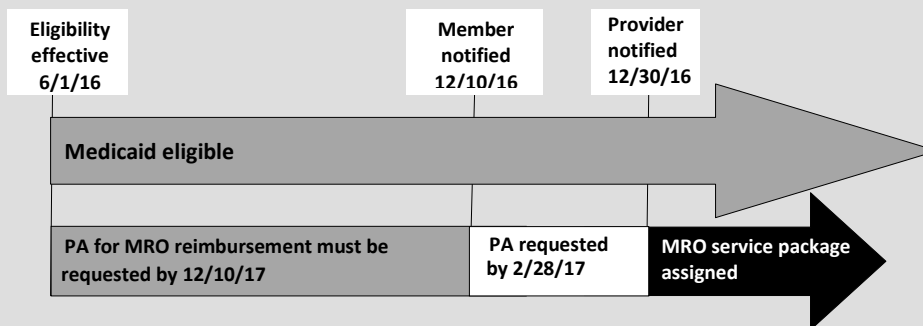 Eligibility
effective
6/1/16
Member
notified
12/10/16
Provider
notified
12/30/16
Medicaid eligible
PA for MRO reimbursement must be
requested by 12/10/17
PA requested
by 2/28/17
MRO service package
assigned